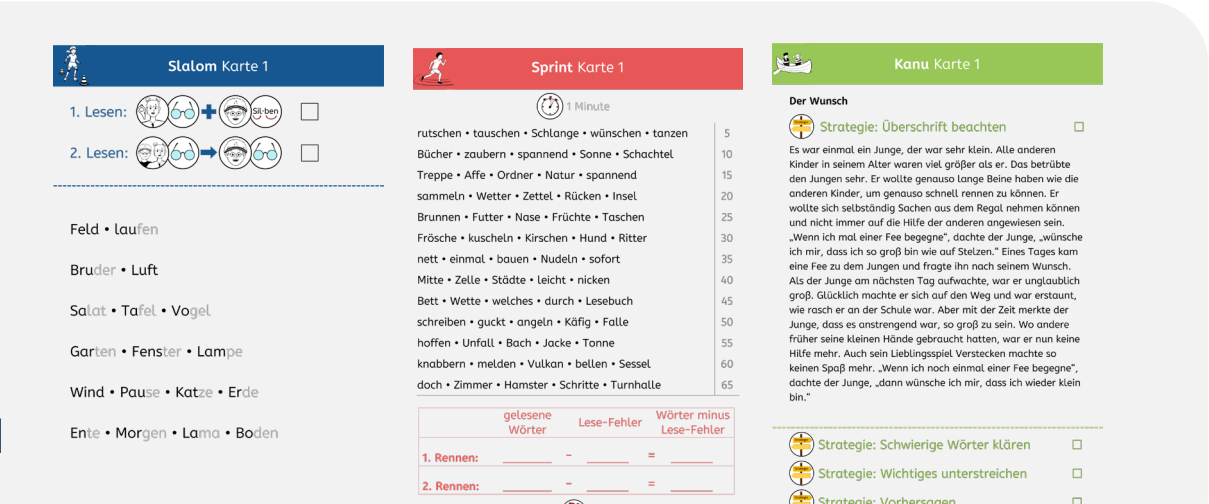 Slalom Karte 1
1. Lesen:
Sil·ben
2. Lesen:
Feld • laufen
Bruder • Luft
Salat • Tafel • Vogel
Garten • Fenster • Lampe
Wind • Pause • Katze • Erde
Ente • Morgen • Lama • Boden
Sprint Karte 1
1 Minute
rutschen • tauschen • Schlange • wünschen • tanzen 5
Bücher • zaubern • spannend • Sonne • Schachtel 10
Treppe • Affe • Ordner • Natur • spannend 15
sammeln • Wetter • Zettel • Rücken • Insel 20
Brunnen • Futter • Nase • Früchte • Taschen 25
Frösche • kuscheln • Kirschen • Hund • Ritter 30
nett • einmal • bauen • Nudeln • sofort 35
Mitte • Zelle • Städte • leicht • nicken 40
Bett • Wette • welches • durch • Lesebuch 45
schreiben • guckt • angeln • Käfig • Falle 50
hoffen • Unfall • Bach • Jacke • Tonne 55
knabbern • melden • Vulkan • bellen • Sessel 60
doch • Zimmer • Hamster • Schritte • Turnhalle 65
gelesene Wörter
Lese-Fehler
Wörter minus Lese-Fehler
1. Rennen: – =
2. Rennen: – =
Kanu Karte 1
Der Wunsch
Strategie: Überschrift beachten
Es war einmal ein Junge, der war sehr klein. Alle anderen
Kinder in seinem Alter waren viel größer als er. Das betrübte
den Jungen sehr. Er wollte genauso lange Beine haben wie die
anderen Kinder, um genauso schnell rennen zu können. Er
wollte sich selbständig Sachen aus dem Regal nehmen können
und nicht immer auf die Hilfe der anderen angewiesen sein.
„Wenn ich mal einer Fee begegne“, dachte der Junge, „wünsche
ich mir, dass ich so groß bin wie auf Stelzen.“ Eines Tages kam
eine Fee zu dem Jungen und fragte ihn nach seinem Wunsch.
Als der Junge am nächsten Tag aufwachte, war er unglaublich
groß. Glücklich machte er sich auf den Weg und war erstaunt,
wie rasch er an der Schule war. Aber mit der Zeit merkte der
Junge, dass es anstrengend war, so groß zu sein. Wo andere
früher seine kleinen Hände gebraucht hatten, war er nun keine
Hilfe mehr. Auch sein Lieblingsspiel Verstecken machte so
keinen Spaß mehr. „Wenn ich noch einmal einer Fee begegne“,
dachte der Junge, „dann wünsche ich mir, dass ich wieder klein
bin.“
Strategie: Schwierige Wörter klären
Strategie: Wichtiges unterstreichen
Strategie: Vorhersagen